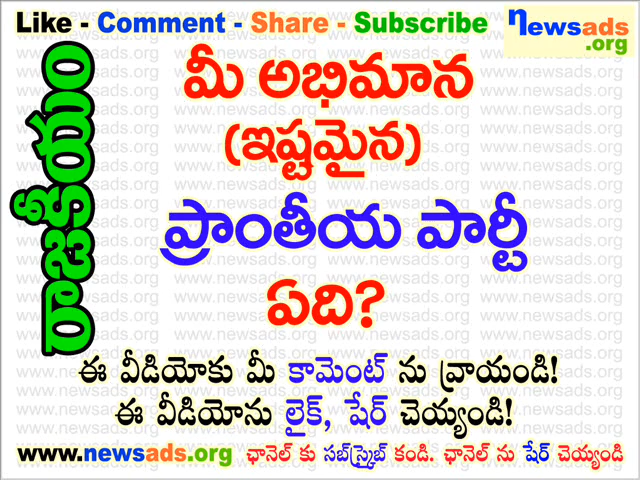 Like - Comment - Share - Subscribe
newsads
.org
రాజకీయం
మీ అభిమాన
(ఇష్టమైన)
ప్రాంతీయ పార్టీ
ఏది?
ఈ వీడియోకు మీ కామెంట్ ను వ్రాయండి!
ఈ వీడియోను లైక్, షేర్ చెయ్యండి!
www.newsads.org ఛానెల్ కు సబ్‌స్క్రైబ్ కండి. ఛానెల్ ను షేర్ చెయ్యండి